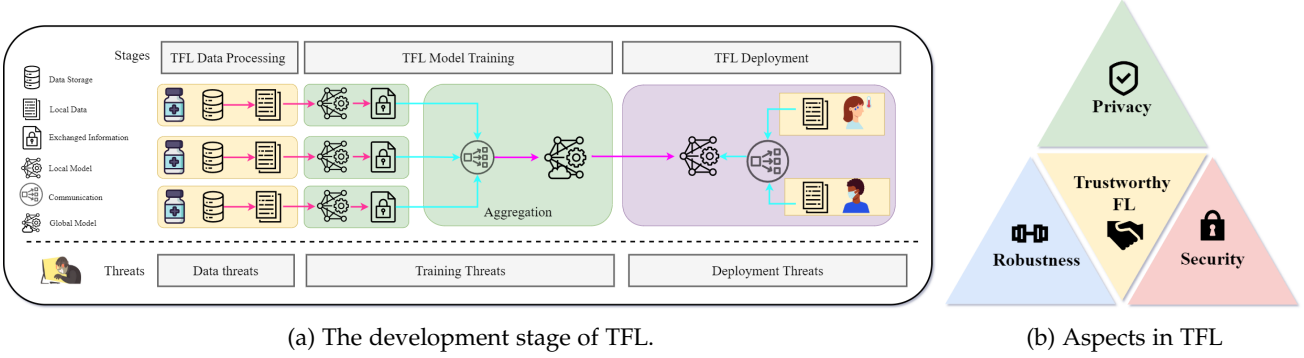 Stages
TFL Data Processing
TFL Model Training
TFL Deployment
Data Storage
Local Data
Exchanged Information
Local Model
Communication
Global Model
Aggregation
Threats
Data threats
Training Threats
Deployment Threats
(a) The development stage of TFL.
Privacy
Trustworthy
FL
Robustness
Security
(b) Aspects in TFL